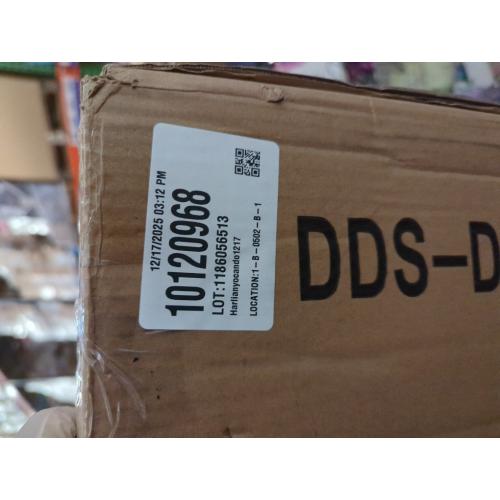 12/17/2025 03:12 PM
10120968
LOT:1186056513
Harlianyocando1217
LOCATION:1-B-0502-B-1
DDS-D